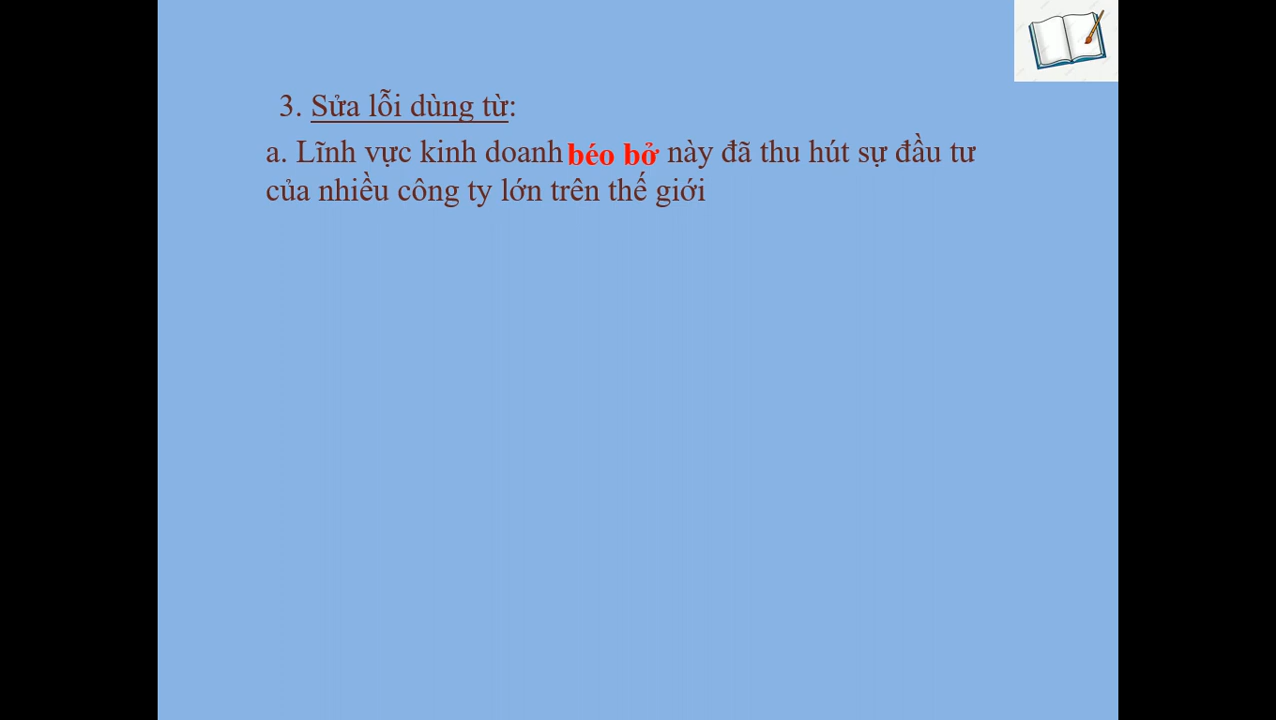 3. Sửa lỗi dùng từ:
a. Lĩnh vực kinh doanh béo bở này đã thu hút sự đầu tư
của nhiều công ty lớn trên thế giới